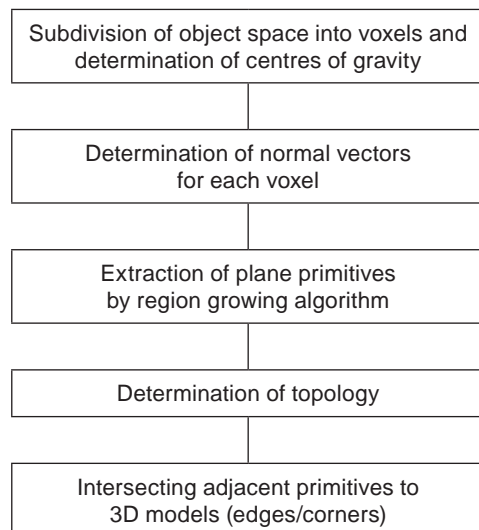 Subdivision of object space into voxels and
determination of centres of gravity
Determination of normal vectors
for each voxel
Extraction of plane primitives
by region growing algorithm
Determination of topology
Intersecting adjacent primitives to
3D models (edges/corners)